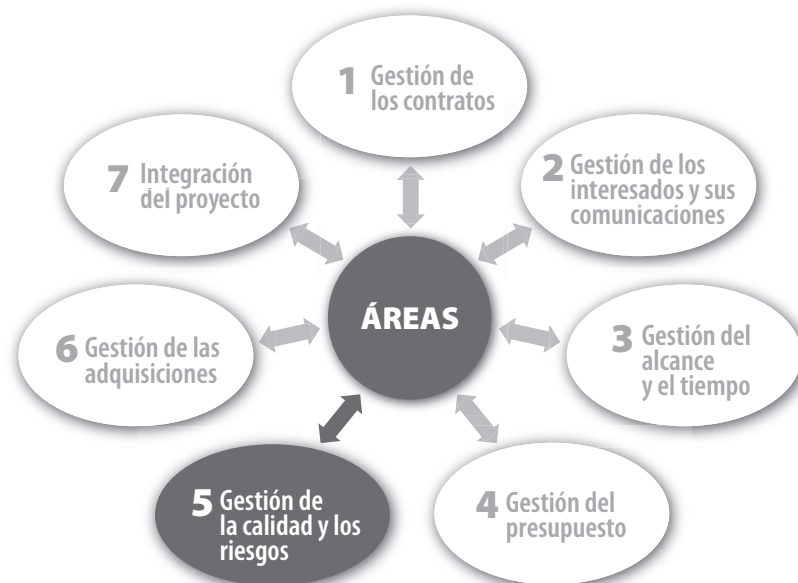 1 Gestión de
los contratos
2 Gestión de los
interesados y sus
comunicaciones
3 Gestión del
alcance
y el tiempo
4 Gestión del
presupuesto
5 Gestión de
la calidad y los
riesgos
6 Gestión de las
adquisiciones
7 Integración
del proyecto
ÁREAS